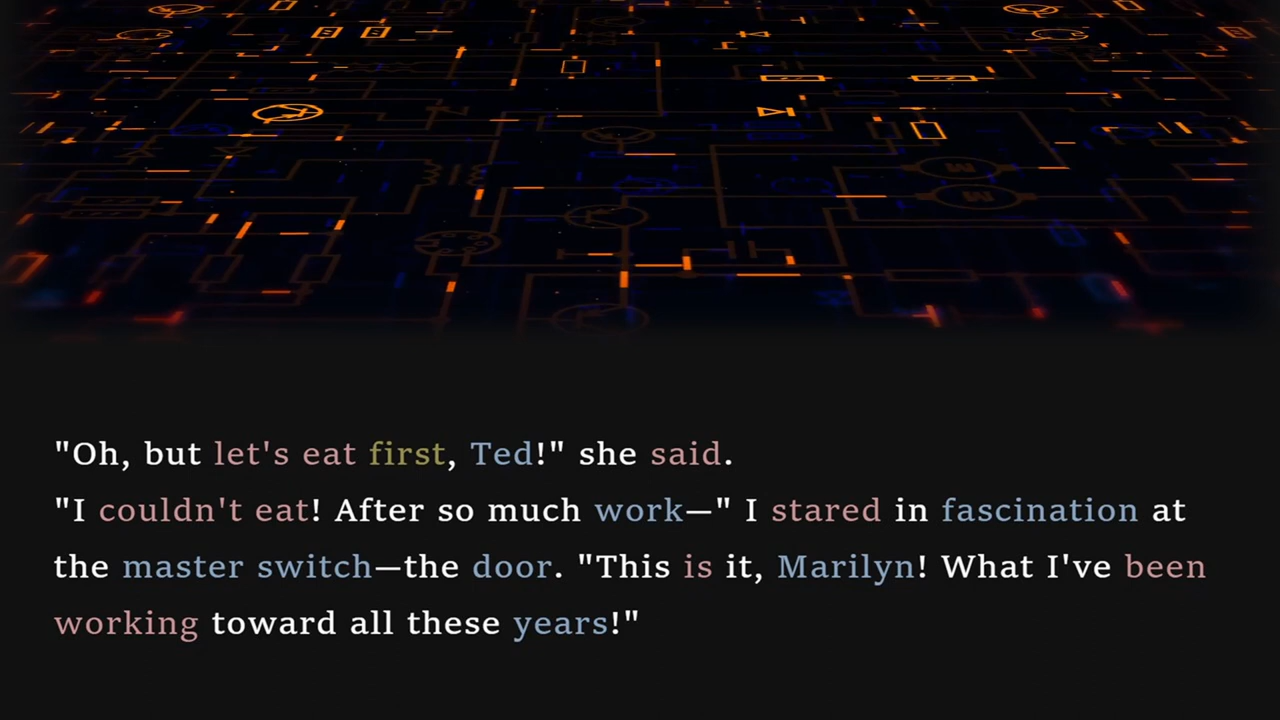 "Oh, but let's eat first, Ted!" she said.
"I couldn't eat! After so much work—" I stared in fascination at
the master switch—the door. "This is it, Marilyn! What I've been
working toward all these years!"